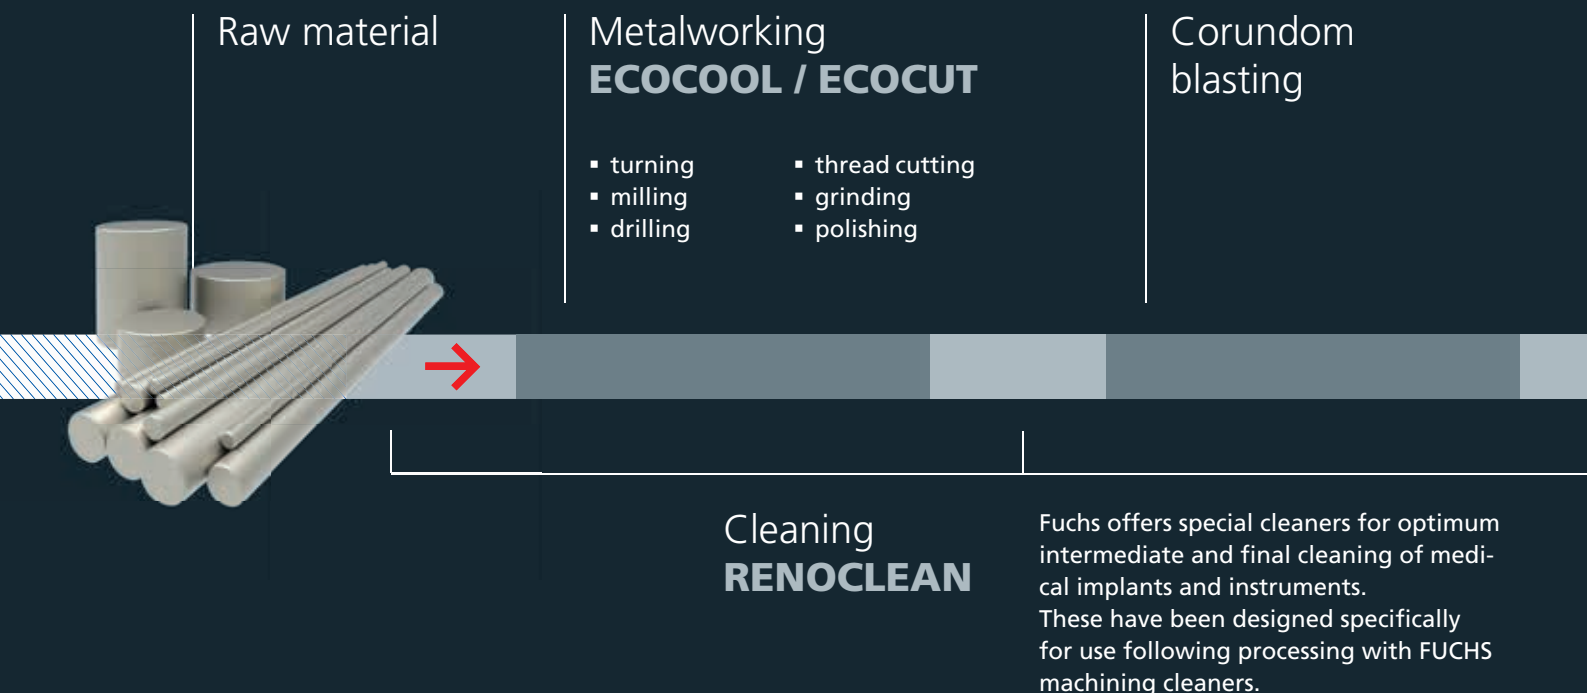 Raw material
Metalworking
ECOCOOL / ECOCUT
▪ turning
▪ milling
▪ drilling
▪ thread cutting
▪ grinding
▪ polishing
Corundom
blasting
Cleaning
RENOCLEAN
Fuchs offers special cleaners for optimum
intermediate and final cleaning of medi-
cal implants and instruments.
These have been designed specifically
for use following processing with FUCHS
machining cleaners.